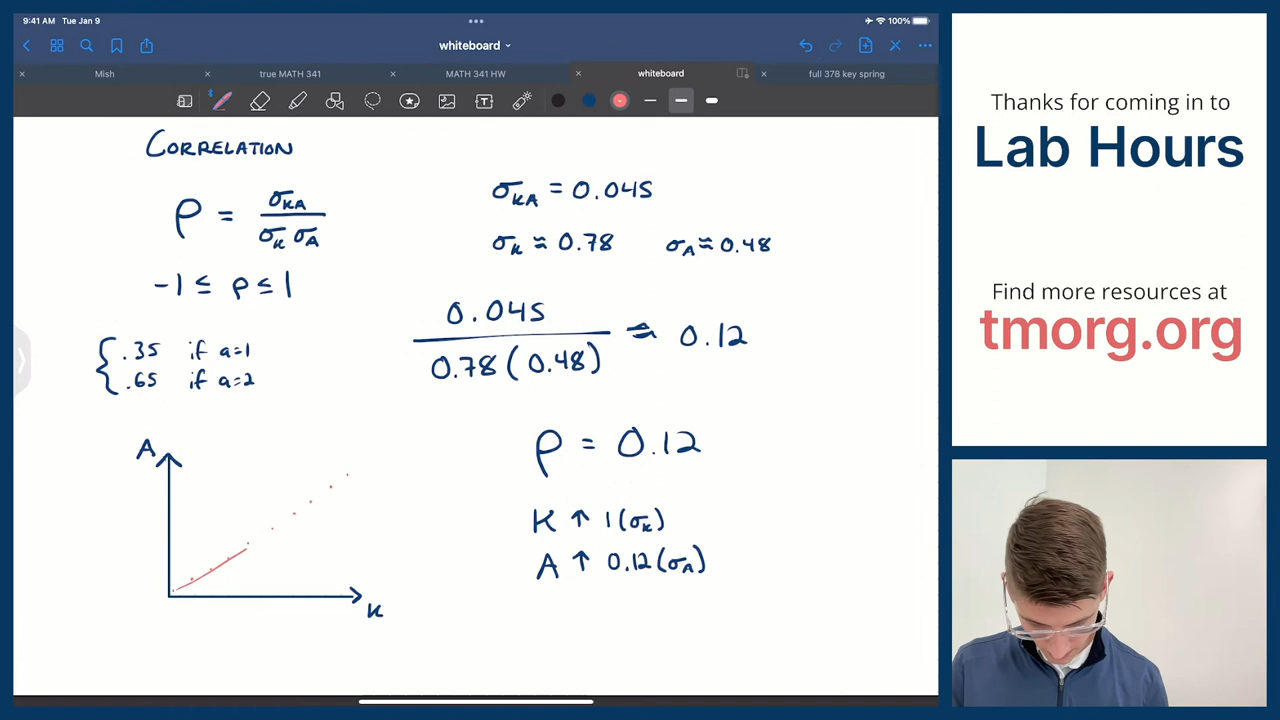 9:41 AM Tue Jan 9
100%
whiteboard
Mish
true MATH 341
MATH 341 HW
whiteboard
full 378 key spring
CORRELATION
ρ = σKA / σK σA
-1 ≤ ρ ≤ 1
{ .35 if a=1
.65 if a=2
σKA = 0.045
σK ≈ 0.78 σA ≈ 0.48
0.045 / 0.78(0.48) ≈ 0.12
ρ = 0.12
K ↑ 1(σK)
A ↑ 0.12(σA)
A
K
Thanks for coming in to
Lab Hours
Find more resources at
tmorg.org